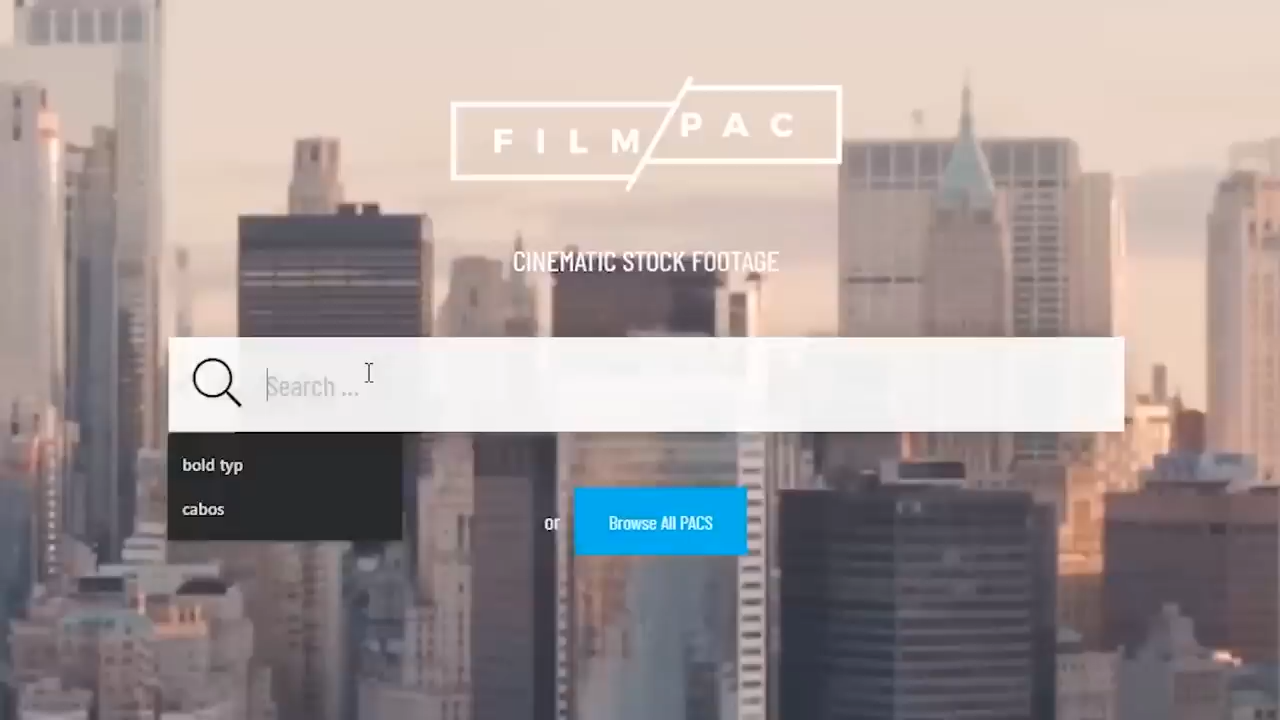 FILM PAC
CINEMATIC STOCK FOOTAGE
Search ...
bold typ
cabos
or
Browse All PACS